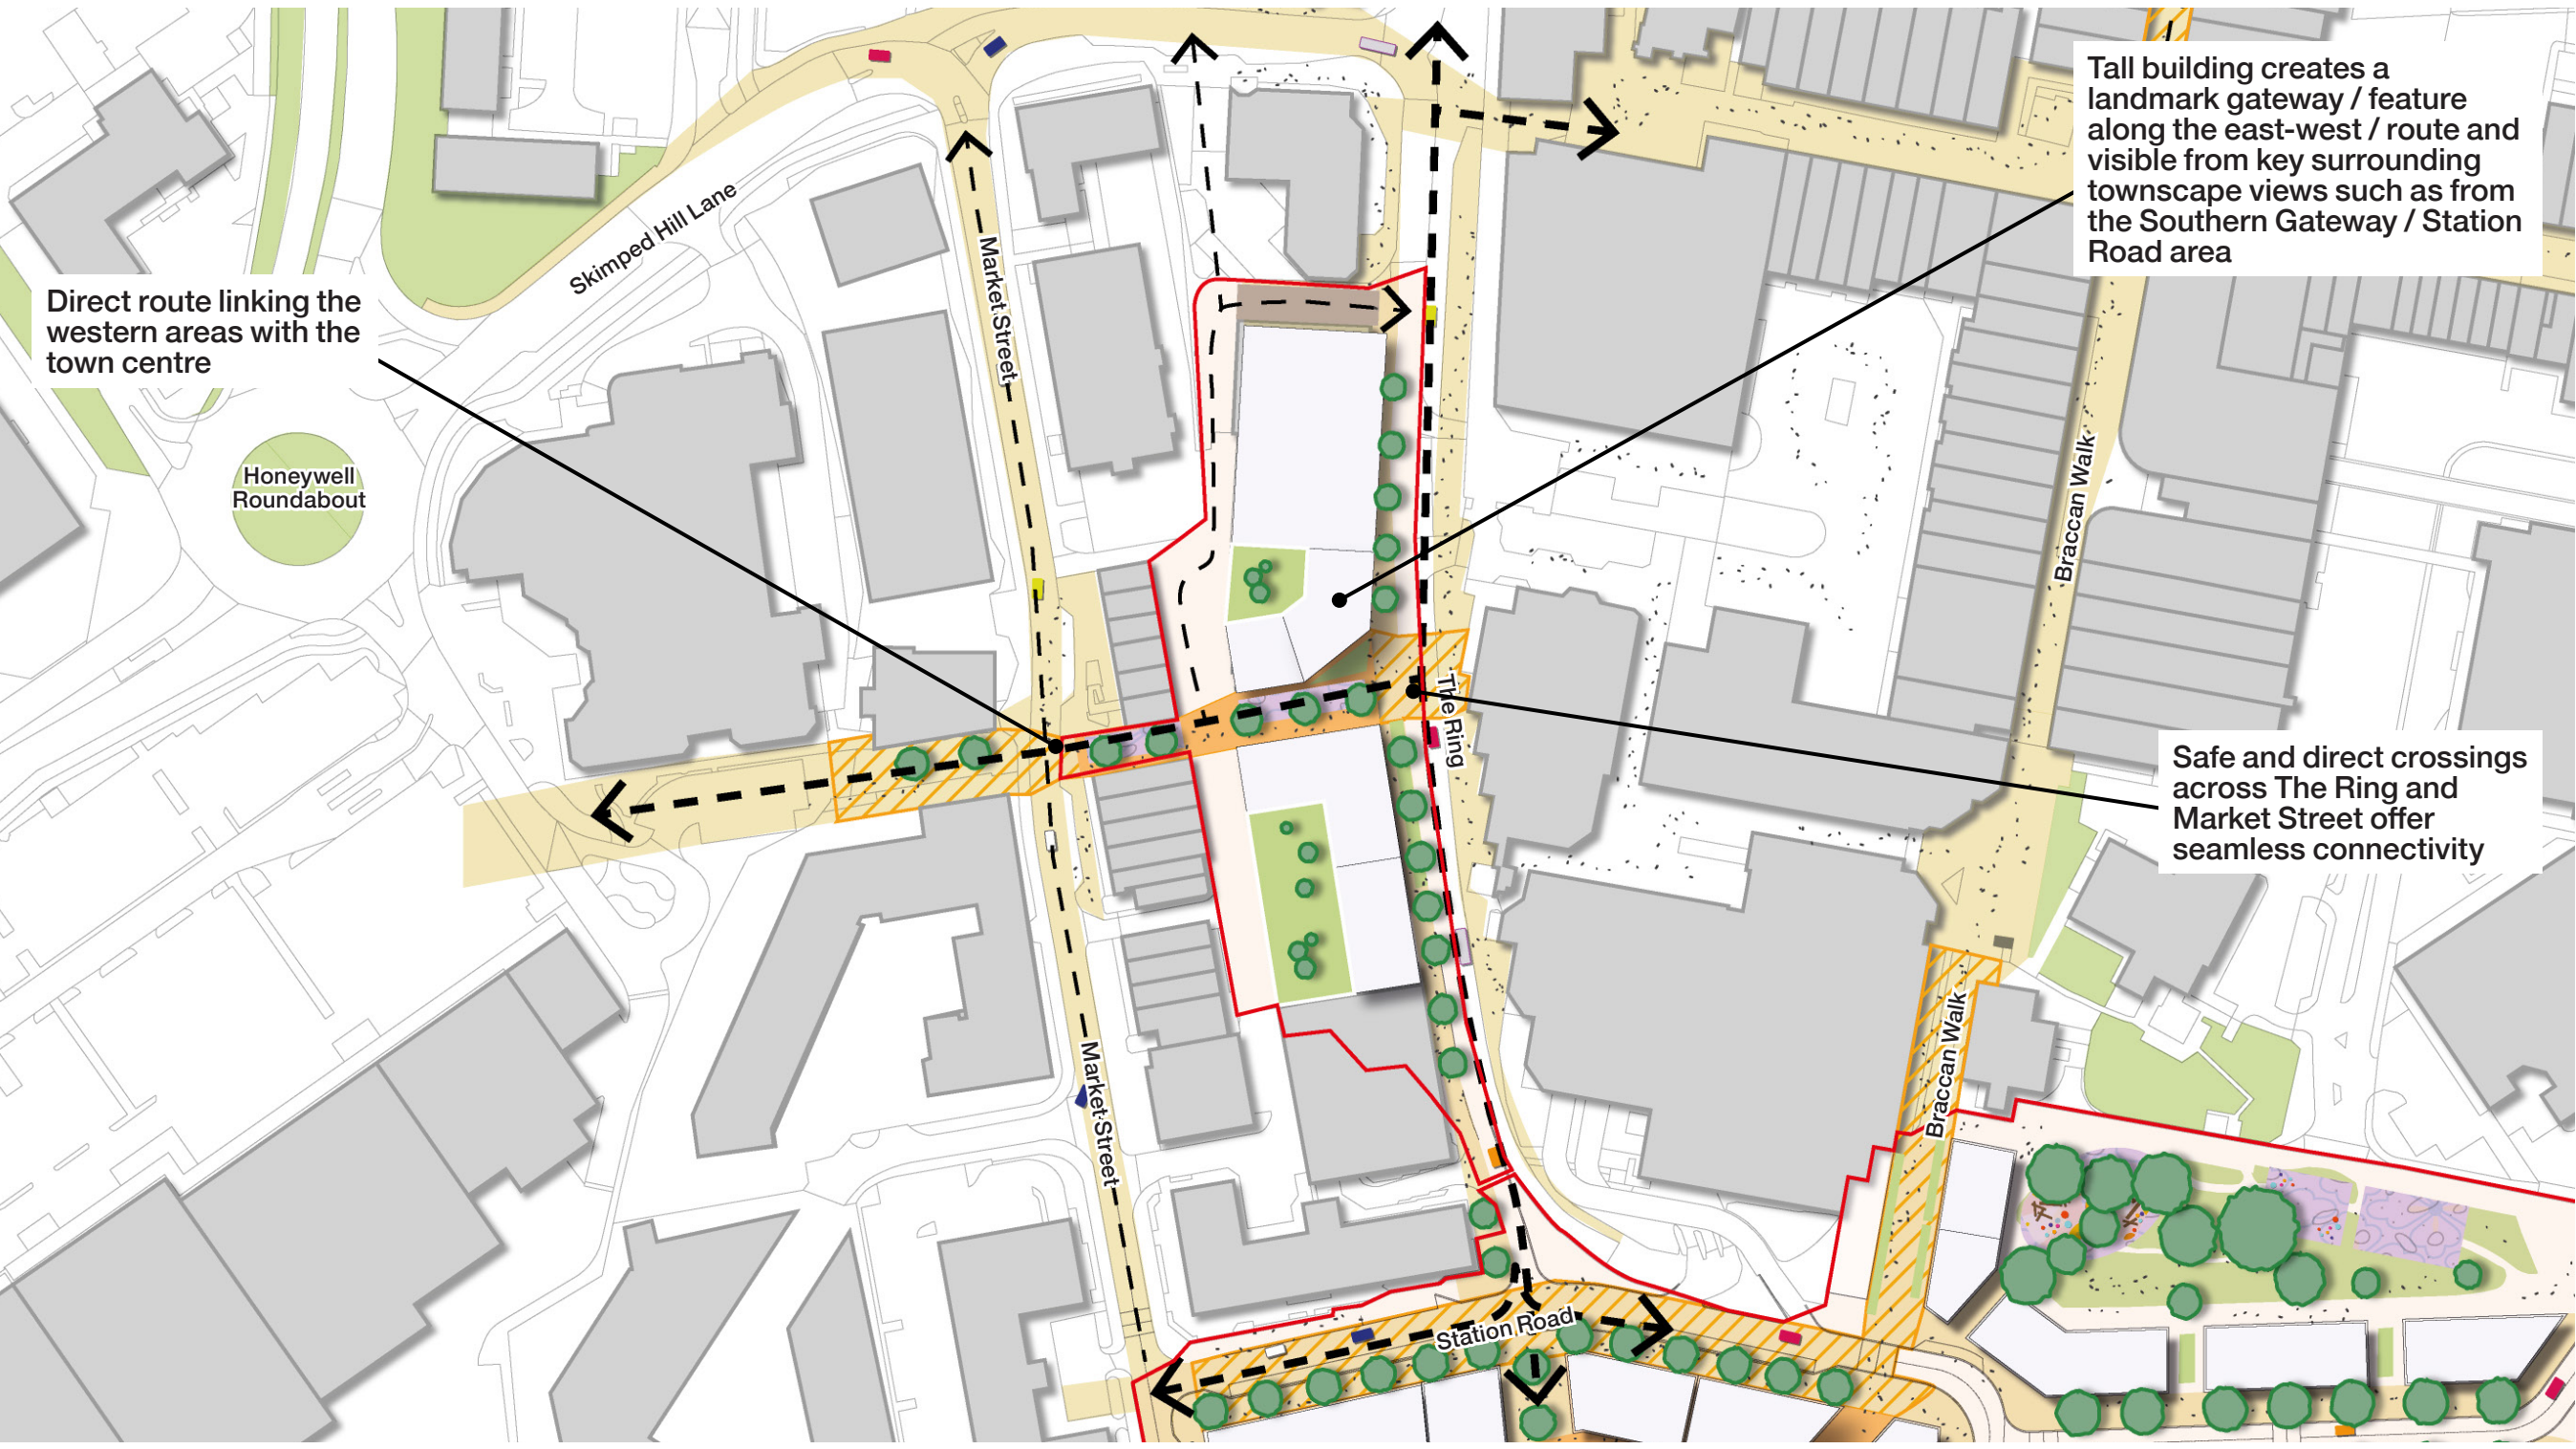 Tall building creates a
landmark gateway / feature
along the east-west / route and
visible from key surrounding
townscape views such as from
the Southern Gateway / Station
Road area
Skimped Hill Lane
Market Street
Direct route linking the
western areas with the
town centre
Honeywell
Roundabout
Braccan Walk
The Ring
Safe and direct crossings
across The Ring and
Market Street offer
seamless connectivity
Braccan Walk
Market Street
Station Road